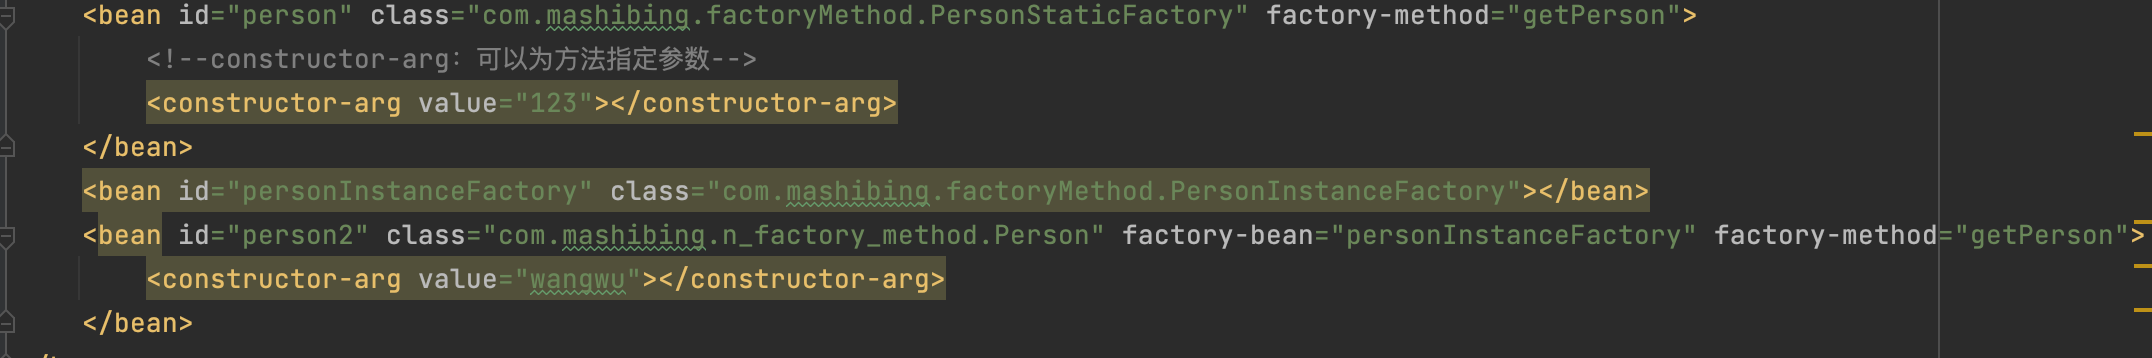 <bean id="person" class="com.mashibing.factoryMethod.PersonStaticFactory" factory-method="getPerson">
<!--constructor-arg：可以为方法指定参数-->
<constructor-arg value="123"></constructor-arg>
</bean>
<bean id="personInstanceFactory" class="com.mashibing.factoryMethod.PersonInstanceFactory"></bean>
<bean id="person2" class="com.mashibing.n_factory_method.Person" factory-bean="personInstanceFactory" factory-method="getPerson">
<constructor-arg value="wangwu"></constructor-arg>
</bean>